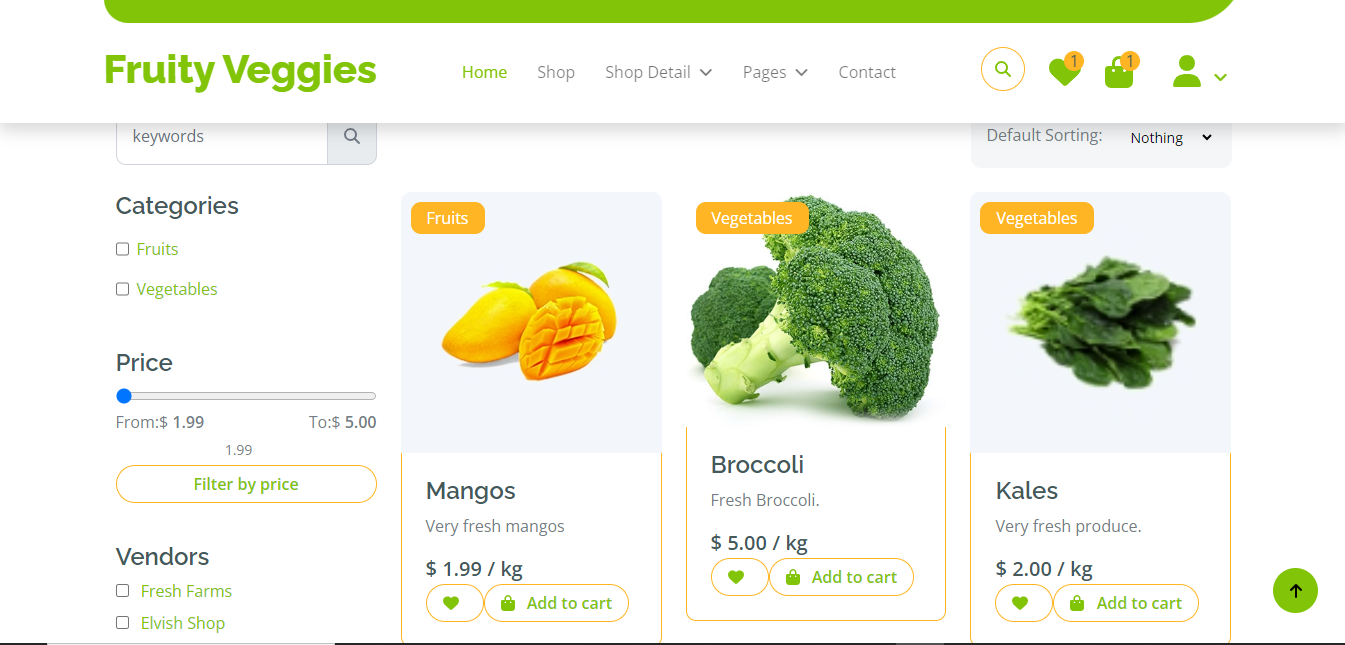 Fruity Veggies
Home
Shop
Shop Detail
Pages
Contact
1
1
keywords
Default Sorting:
Nothing
Categories
Fruits
Vegetables
Price
From:$ 1.99
To:$ 5.00
1.99
Filter by price
Vendors
Fresh Farms
Elvish Shop
Fruits
Mangos
Very fresh mangos
$ 1.99 / kg
Add to cart
Vegetables
Broccoli
Fresh Broccoli.
$ 5.00 / kg
Add to cart
Vegetables
Kales
Very fresh produce.
$ 2.00 / kg
Add to cart